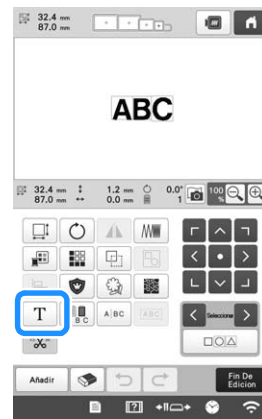 32.4 mm
87.0 mm
ABC
32.4 mm 1.2 mm 0.0°
87.0 mm 0.0 mm 1
100 %
T B C A BC ABC
Seleccione
Añadir
Fin De
Edicion